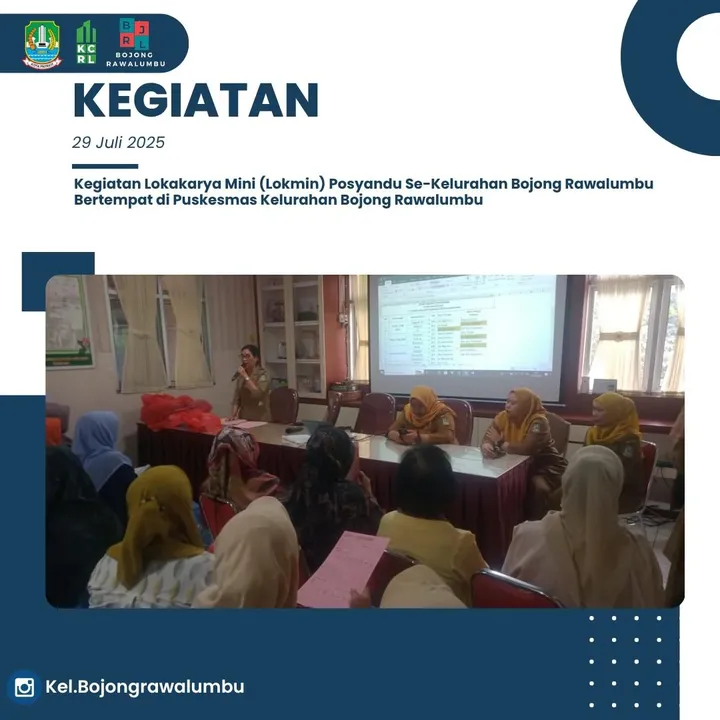 KCRL
BRJL
BOJONG
RAWALUMBU
KEGIATAN
29 Juli 2025
Kegiatan Lokakarya Mini (Lokmin) Posyandu Se-Kelurahan Bojong Rawalumbu
Bertempat di Puskesmas Kelurahan Bojong Rawalumbu
Kel.Bojongrawalumbu